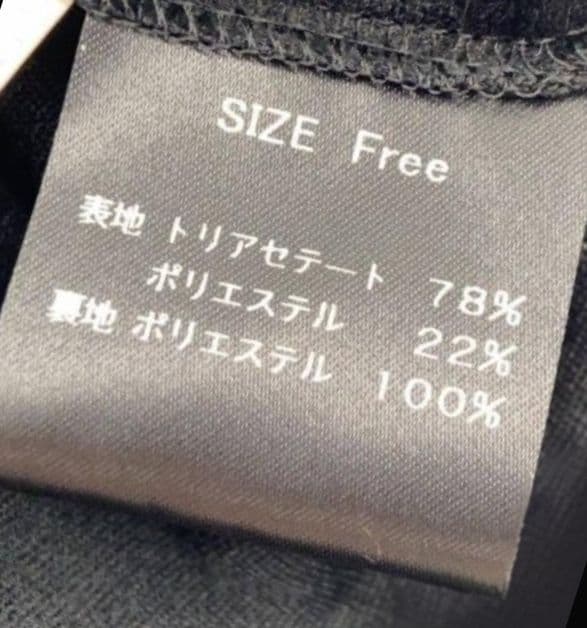 SIZE Free
表地 トリアセテート 78%
ポリエステル 22%
裏地 ポリエステル 100%